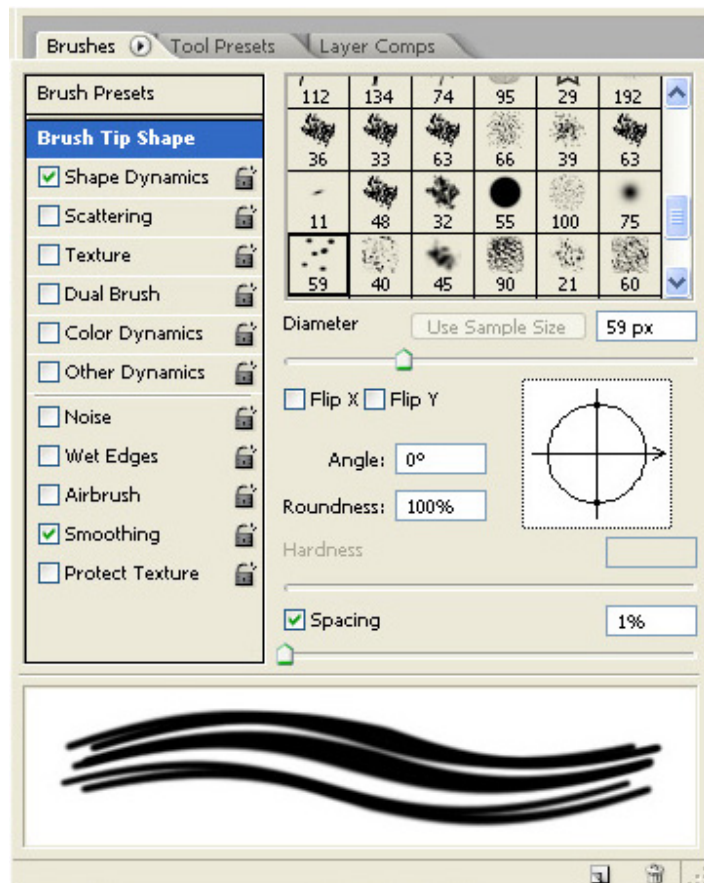 Brushes Tool Presets Layer Comps
Brush Presets
Brush Tip Shape
Shape Dynamics
Scattering
Texture
Dual Brush
Color Dynamics
Other Dynamics
Noise
Wet Edges
Airbrush
Smoothing
Protect Texture
112 134 74 95 29 192
36 33 63 66 39 63
11 48 32 55 100 75
59 40 45 90 21 60
Diameter Use Sample Size 59 px
Flip X Flip Y
Angle: 0°
Roundness: 100%
Hardness
Spacing 1%